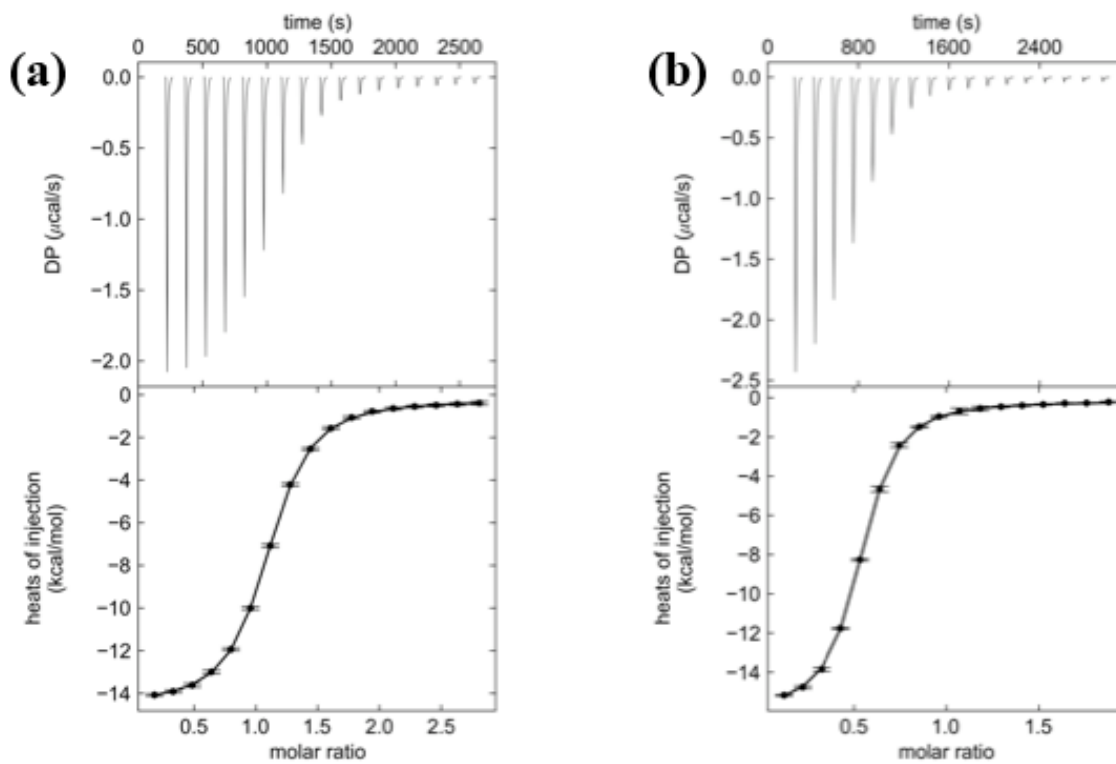 (a)
time (s)
0 500 1000 1500 2000 2500
0.0
−0.5
−1.0
−1.5
−2.0
DP (μcal/s)
0
−2
−4
−6
−8
−10
−12
−14
heats of injection
(kcal/mol)
0.5 1.0 1.5 2.0 2.5
molar ratio
(b)
time (s)
0 800 1600 2400
0.0
−0.5
−1.0
−1.5
−2.0
−2.5
DP (μcal/s)
0
−2
−4
−6
−8
−10
−12
−14
heats of injection
(kcal/mol)
0.5 1.0 1.5
molar ratio